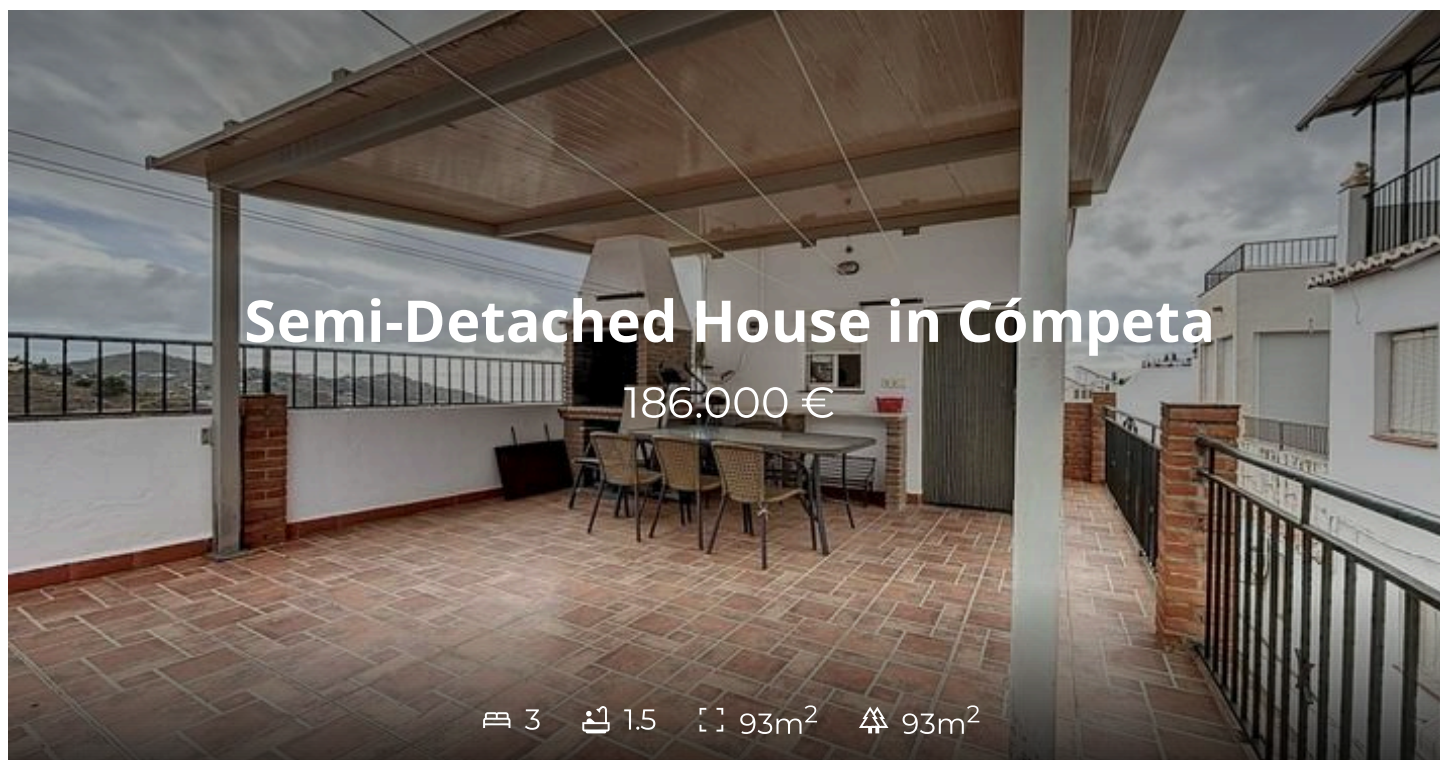 Semi-Detached House in Cómpeta
186.000 €
3 1.5 93m² 93m²